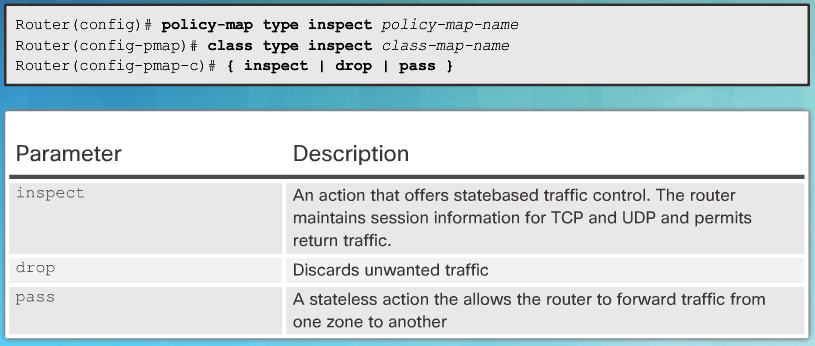 Router(config)# policy-map type inspect policy-map-name
Router(config-pmap)# class type inspect class-map-name
Router(config-pmap-c)# { inspect | drop | pass }
Parameter Description
inspect An action that offers statebased traffic control. The router
maintains session information for TCP and UDP and permits
return traffic.
drop Discards unwanted traffic
pass A stateless action the allows the router to forward traffic from
one zone to another